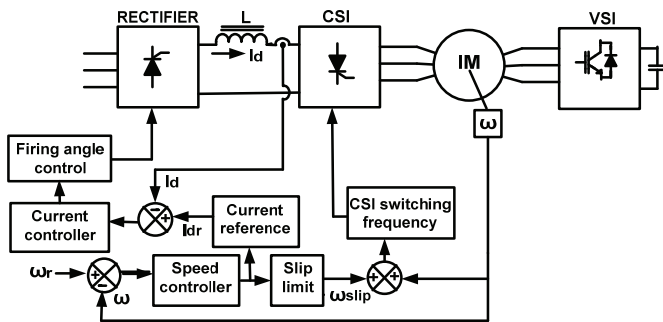 RECTIFIER
L
CSI
VSI
Id
IM
ω
Firing angle
control
Id
Current
controller
−
+
Idr
Current
reference
CSI switching
frequency
ωr
+
−
ω
Speed
controller
Slip
limit
ωslip
+
+